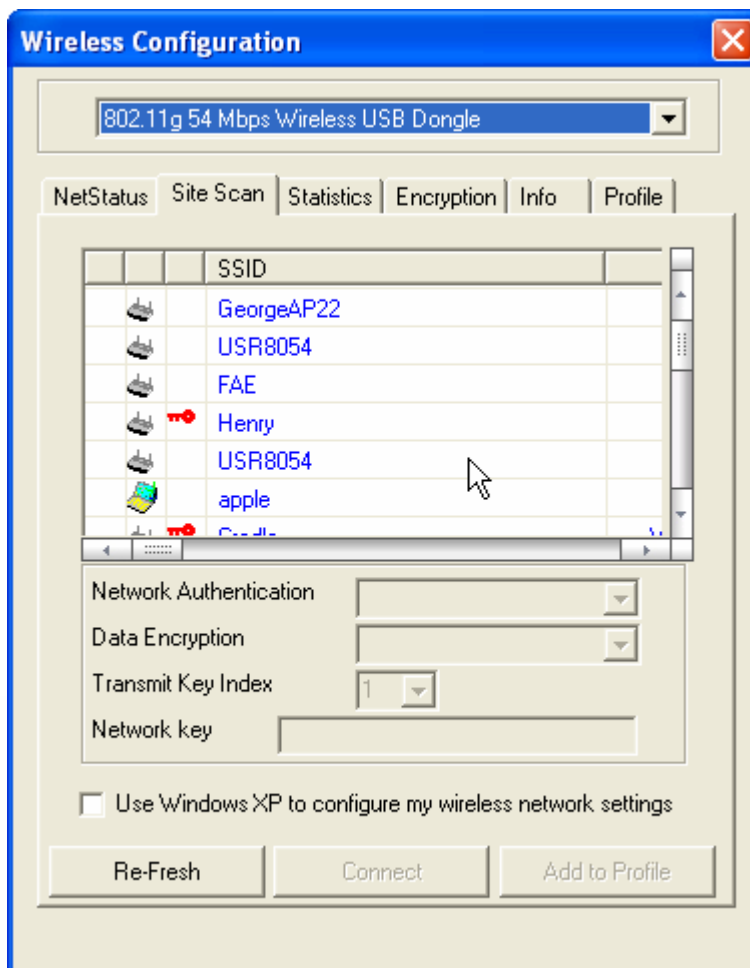 Wireless Configuration
802.11g 54 Mbps Wireless USB Dongle
NetStatus Site Scan Statistics Encryption Info Profile
SSID
GeorgeAP22
USR8054
FAE
Henry
USR8054
apple
Network Authentication
Data Encryption
Transmit Key Index 1
Network key
Use Windows XP to configure my wireless network settings
Re-Fresh Connect Add to Profile